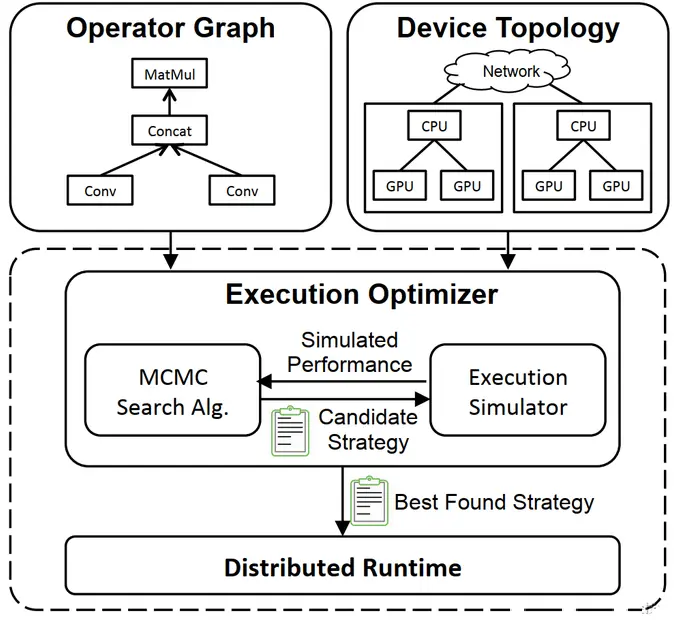 Operator Graph
MatMul
Concat
Conv
Conv
Device Topology
Network
CPU
GPU
GPU
CPU
GPU
GPU
Execution Optimizer
MCMC
Search Alg.
Simulated
Performance
Candidate
Strategy
Execution
Simulator
Best Found Strategy
Distributed Runtime